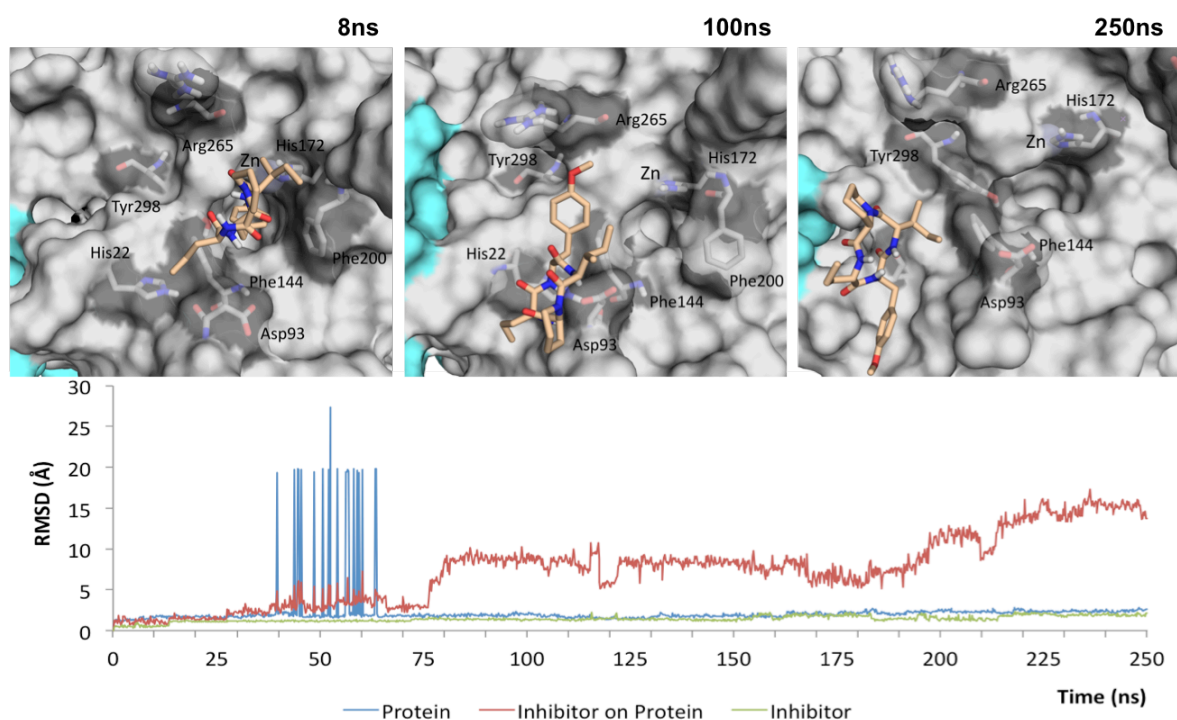 8ns
100ns
250ns
Arg265
Zn
His172
Tyr298
His22
Phe144
Phe200
Asp93
Arg265
Tyr298
Zn
His172
His22
Phe144
Phe200
Asp93
Arg265
His172
Zn
Tyr298
Phe144
Asp93
RMSD (Å)
30
25
20
15
10
5
0
0 25 50 75 100 125 150 175 200 225 250
Time (ns)
Protein Inhibitor on Protein Inhibitor